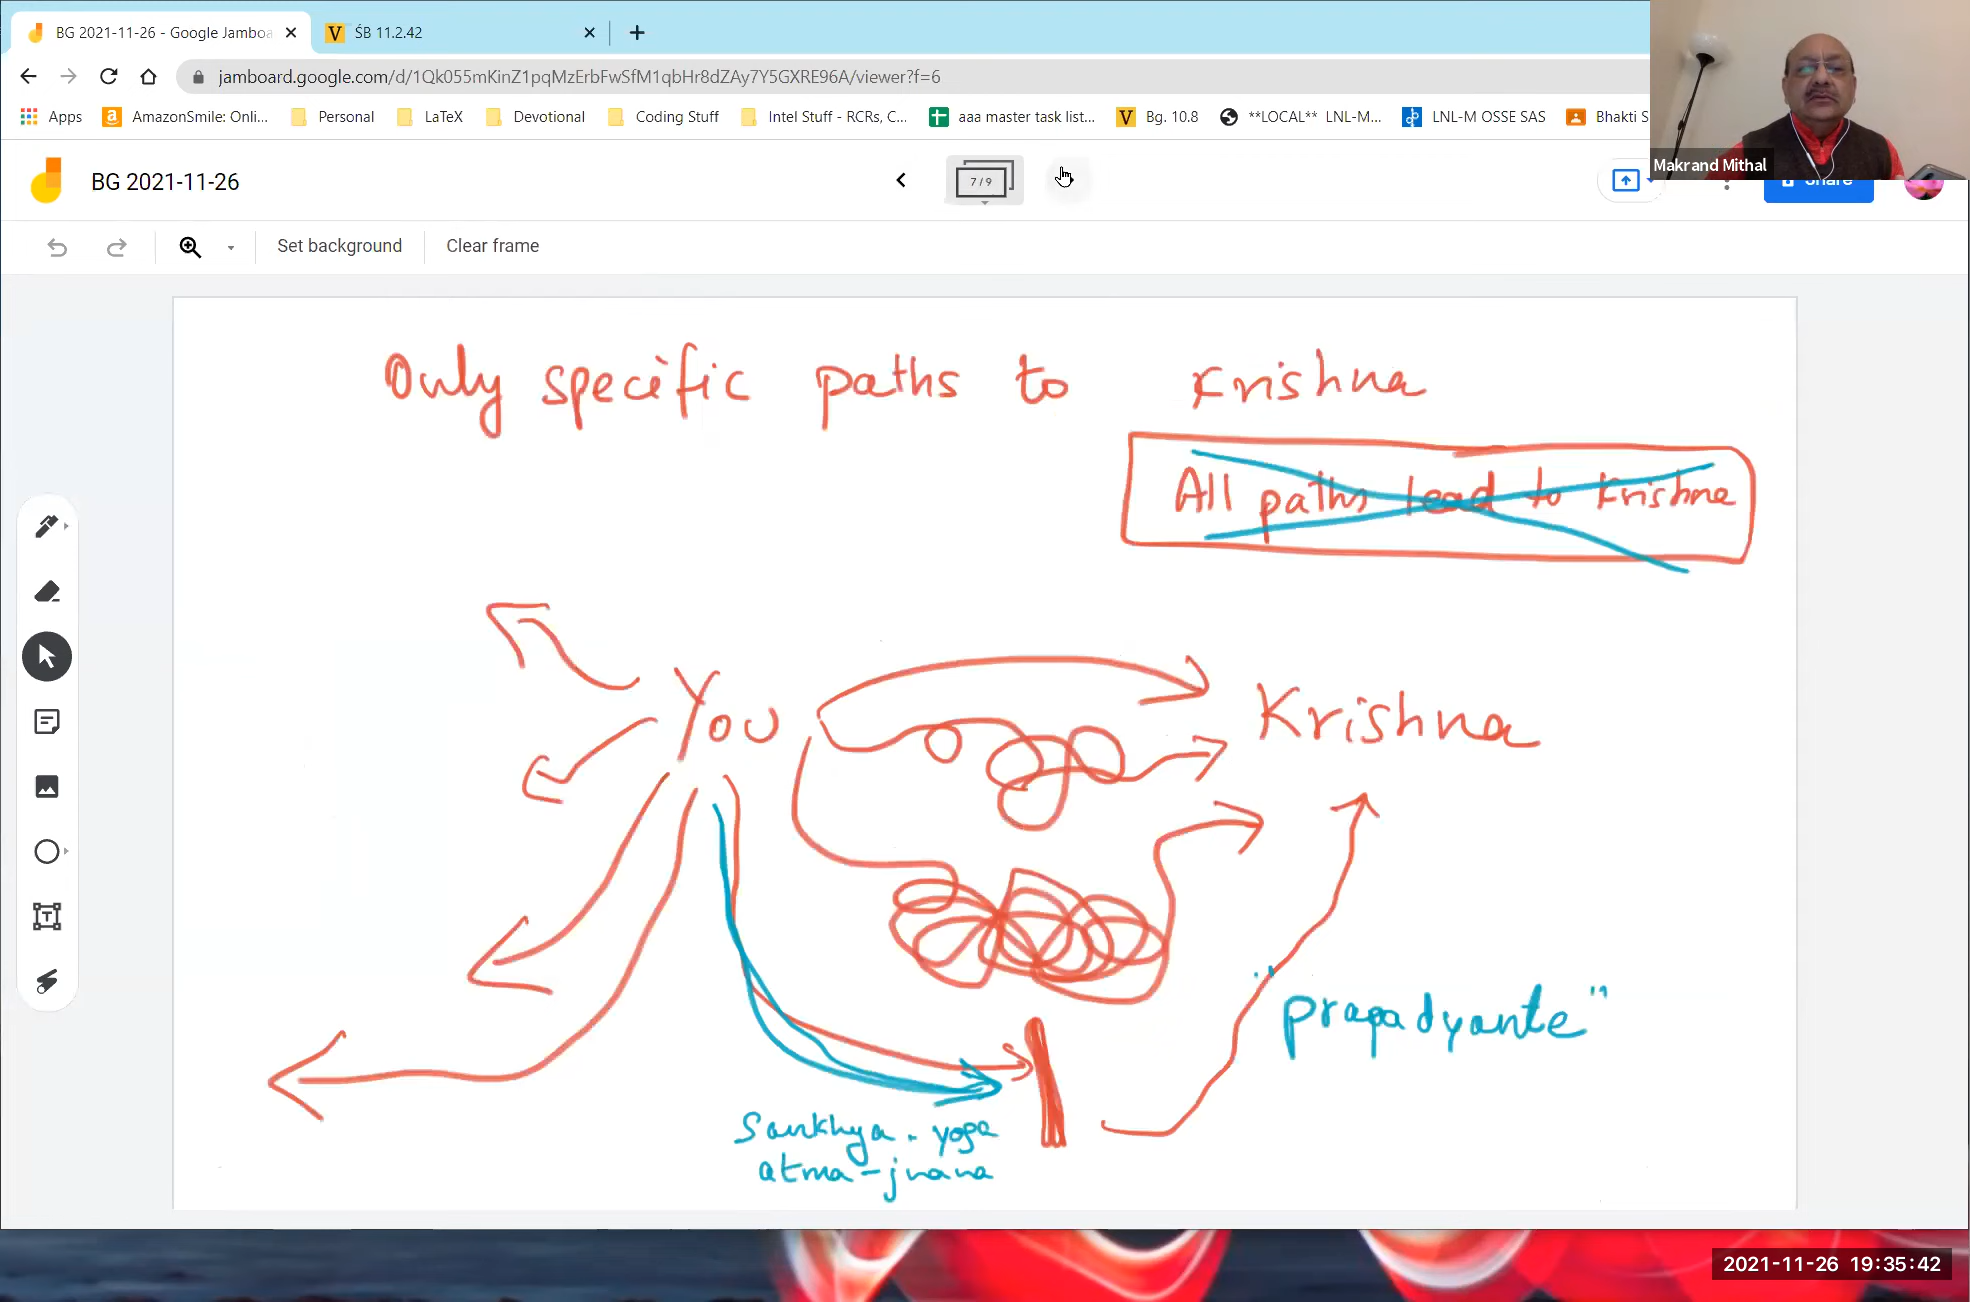 BG 2021-11-26 - Google Jamboa
ŚB 11.2.42
jamboard.google.com/d/1Qk055mKinZ1pqMzErbFwSfM1qbHr8dZAy7Y5GXRE96A/viewer?f=6
Apps AmazonSmile: Onli... Personal LaTeX Devotional Coding Stuff Intel Stuff - RCRs, C... aaa master task list... Bg. 10.8 **LOCAL** LNL-M... LNL-M OSSE SAS Bhakti S
Makrand Mithal
BG 2021-11-26
7 / 9
Share
Set background
Clear frame
Only specific paths to Krishna
All paths lead to Krishna
You
Krishna
"prapadyante"
Sankhya - yoga
atma - jnana
2021-11-26 19:35:42